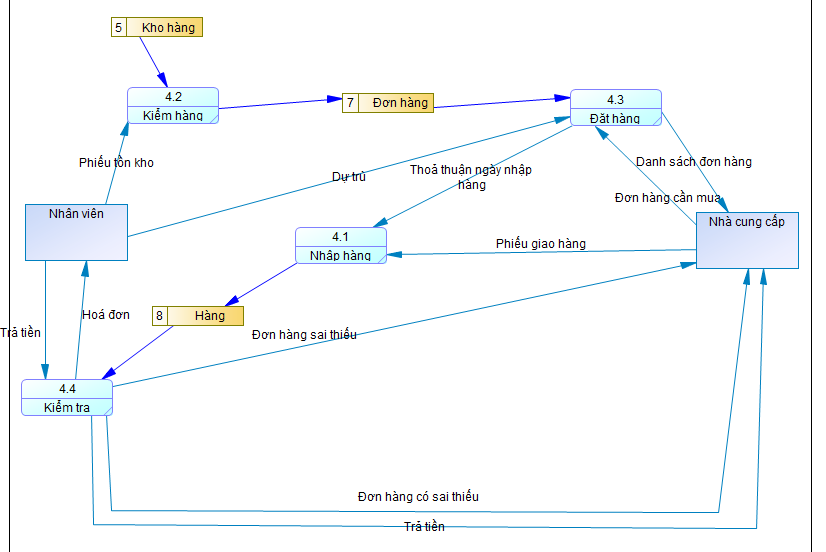 5 Kho hàng
4.2
Kiểm hàng
7 Đơn hàng
4.3
Đặt hàng
Phiếu tồn kho
Dự trù
Thoả thuận ngày nhập
hàng
Danh sách đơn hàng
Đơn hàng cần mua
Nhân viên
Nhà cung cấp
4.1
Nhập hàng
Phiếu giao hàng
8 Hàng
Hoá đơn
Trả tiền
Đơn hàng sai thiếu
4.4
Kiểm tra
Đơn hàng có sai thiếu
Trả tiền